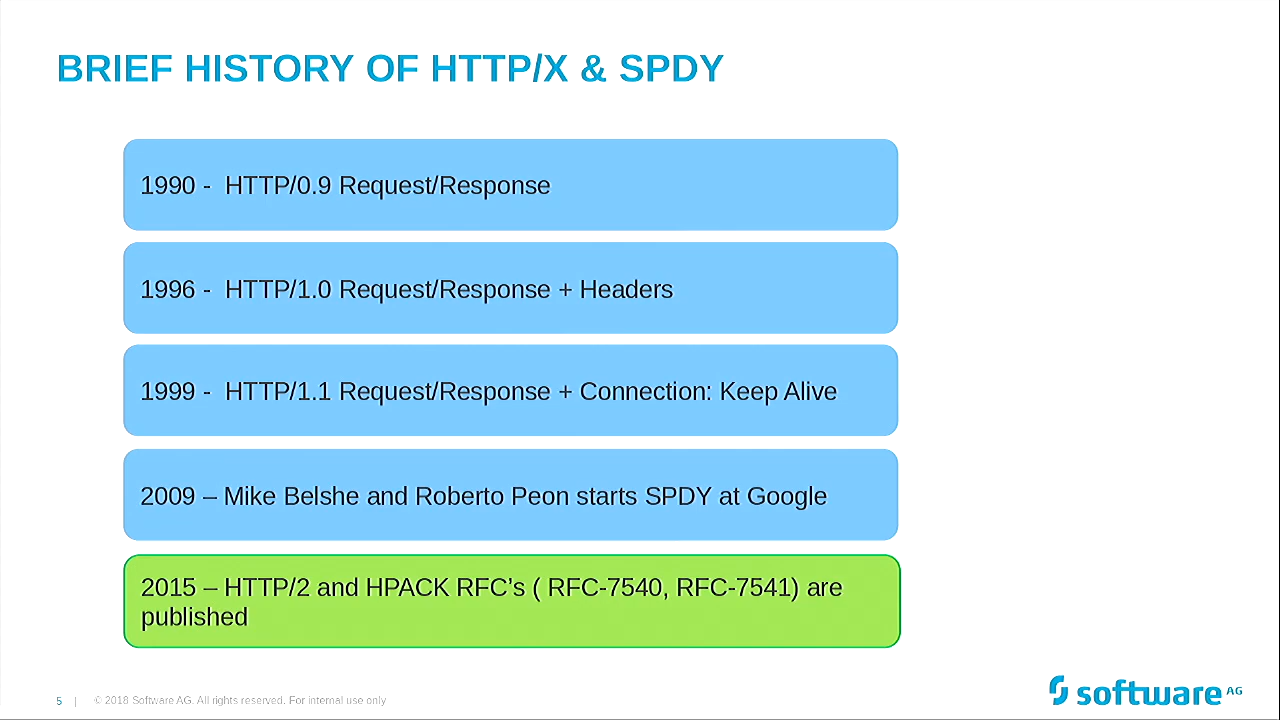 BRIEF HISTORY OF HTTP/X & SPDY
1990 -  HTTP/0.9 Request/Response
1996 -  HTTP/1.0 Request/Response + Headers
1999 -  HTTP/1.1 Request/Response + Connection: Keep Alive
2009 – Mike Belshe and Roberto Peon starts SPDY at Google
2015 – HTTP/2 and HPACK RFC’s ( RFC-7540, RFC-7541) are
published
5 | © 2018 Software AG. All rights reserved. For internal use only
software AG